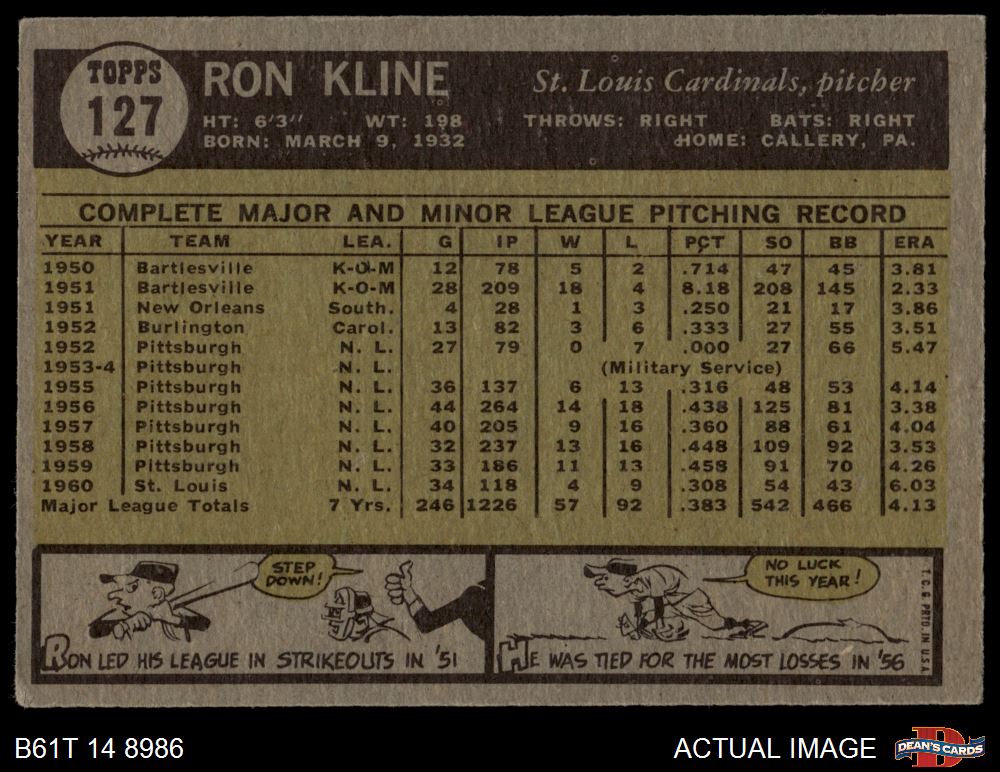 TOPPS
127
RON KLINE
St. Louis Cardinals, pitcher
HT: 6'3" WT: 198 THROWS: RIGHT BATS: RIGHT
BORN: MARCH 9, 1932 HOME: CALLERY, PA.
COMPLETE MAJOR AND MINOR LEAGUE PITCHING RECORD
YEAR TEAM LEA. G IP W L PCT SO BB ERA
1950 Bartlesville K-O-M 12 78 5 2 .714 47 45 3.81
1951 Bartlesville K-O-M 28 209 18 4 8.18 208 145 2.33
1951 New Orleans South. 4 28 1 3 .250 21 17 3.86
1952 Burlington Carol. 13 82 3 6 .333 27 55 3.51
1952 Pittsburgh N. L. 27 79 0 7 .000 27 66 5.47
1953-4 Pittsburgh N. L. (Military Service)
1955 Pittsburgh N. L. 36 137 6 13 .316 48 53 4.14
1956 Pittsburgh N. L. 44 264 14 18 .438 125 81 3.38
1957 Pittsburgh N. L. 40 205 9 16 .360 88 61 4.04
1958 Pittsburgh N. L. 32 237 13 16 .448 109 92 3.53
1959 Pittsburgh N. L. 33 186 11 13 .458 91 70 4.26
1960 St. Louis N. L. 34 118 4 9 .308 54 43 6.03
Major League Totals 7 Yrs. 246 1226 57 92 .383 542 466 4.13
STEP
DOWN!
RON LED HIS LEAGUE IN STRIKEOUTS IN '51
NO LUCK
THIS YEAR!
HE WAS TIED FOR THE MOST LOSSES IN '56
T.C.G. PRTD. IN U.S.A.
B61T 14 8986
ACTUAL IMAGE
D
DEAN'S CARDS